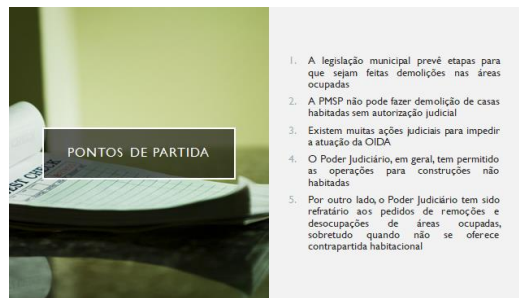 PONTOS DE PARTIDA
1. A legislação municipal prevê etapas para
que sejam feitas demolições nas áreas
ocupadas
2. A PMSP não pode fazer demolição de casas
habitadas sem autorização judicial
3. Existem muitas ações judiciais para impedir
a atuação da OIDA
4. O Poder Judiciário, em geral, tem permitido
as operações para construções não
habitadas
5. Por outro lado, o Poder Judiciário tem sido
refratário aos pedidos de remoções e
desocupações de áreas ocupadas,
sobretudo quando não se oferece
contrapartida habitacional
GUEST CHECK